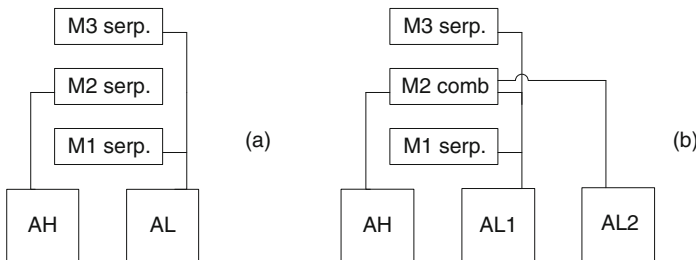 M3 serp.
M2 serp.
M1 serp.
AH
AL
(a)
M3 serp.
M2 comb
M1 serp.
AH
AL1
AL2
(b)